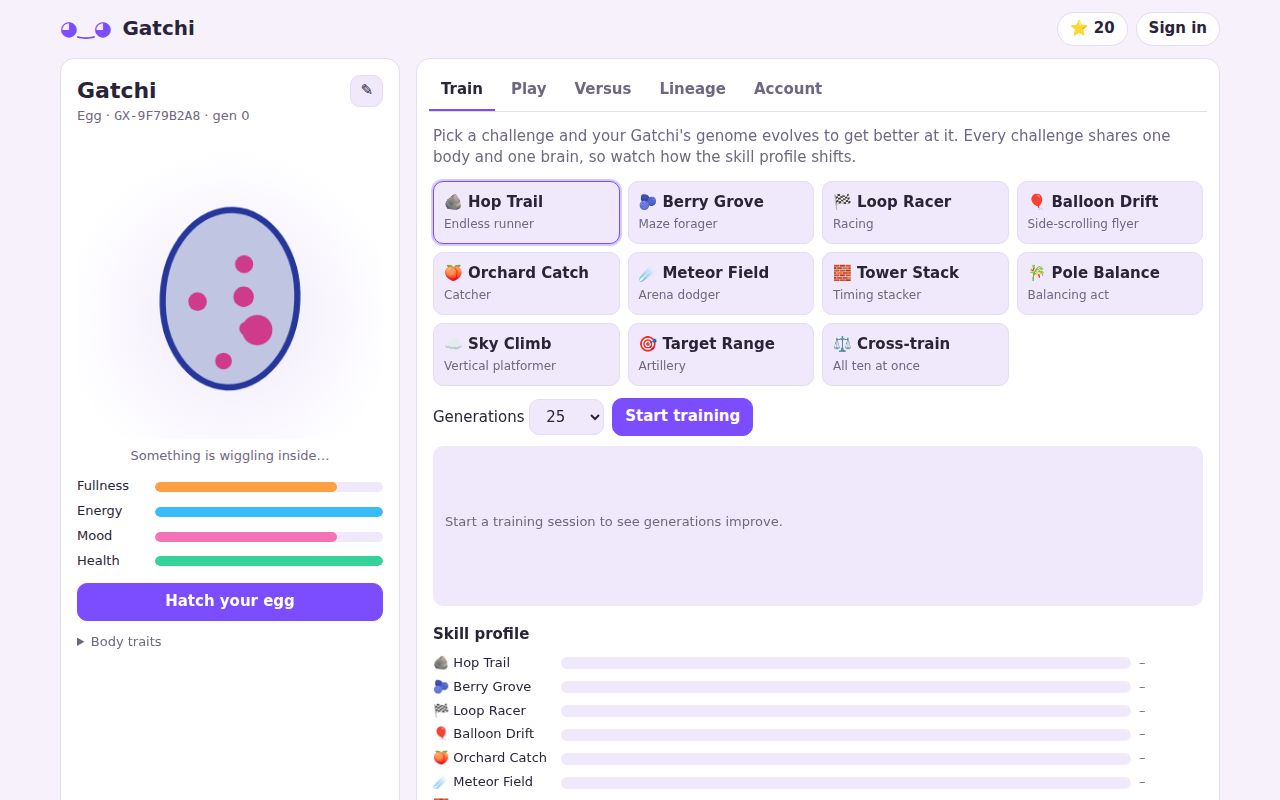 Gatchi
⭐ 20
Sign in
Gatchi
Egg · GX-9F79B2A8 · gen 0
Something is wiggling inside…
Fullness
Energy
Mood
Health
Hatch your egg
Body traits
Train
Play
Versus
Lineage
Account
Pick a challenge and your Gatchi's genome evolves to get better at it. Every challenge shares one
body and one brain, so watch how the skill profile shifts.
Hop Trail
Endless runner
Berry Grove
Maze forager
Loop Racer
Racing
Balloon Drift
Side-scrolling flyer
Orchard Catch
Catcher
Meteor Field
Arena dodger
Tower Stack
Timing stacker
Pole Balance
Balancing act
Sky Climb
Vertical platformer
Target Range
Artillery
Cross-train
All ten at once
Generations
25
Start training
Start a training session to see generations improve.
Skill profile
Hop Trail –
Berry Grove –
Loop Racer –
Balloon Drift –
Orchard Catch –
Meteor Field –